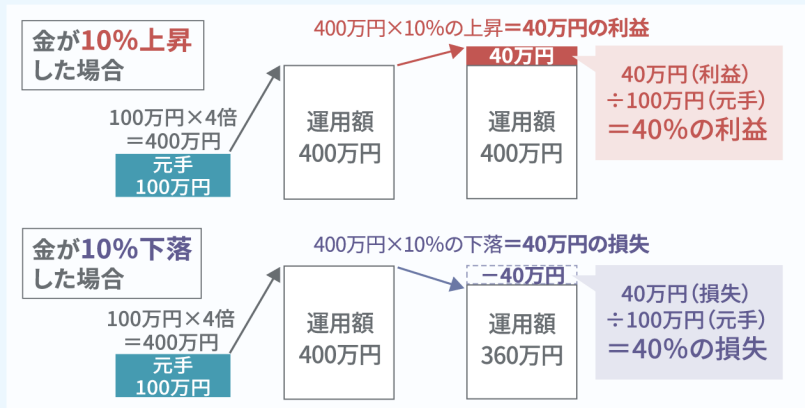 金が10%上昇
した場合
400万円×10%の上昇＝40万円の利益
100万円×4倍
＝400万円
元手
100万円
運用額
400万円
40万円
運用額
400万円
40万円（利益）
÷100万円（元手）
＝40%の利益
金が10%下落
した場合
400万円×10%の下落＝40万円の損失
100万円×4倍
＝400万円
元手
100万円
運用額
400万円
－40万円
運用額
360万円
40万円（損失）
÷100万円（元手）
＝40%の損失